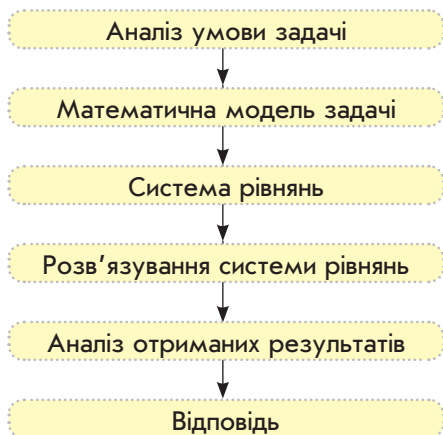 Аналіз умови задачі
Математична модель задачі
Система рівнянь
Розв'язування системи рівнянь
Аналіз отриманих результатів
Відповідь